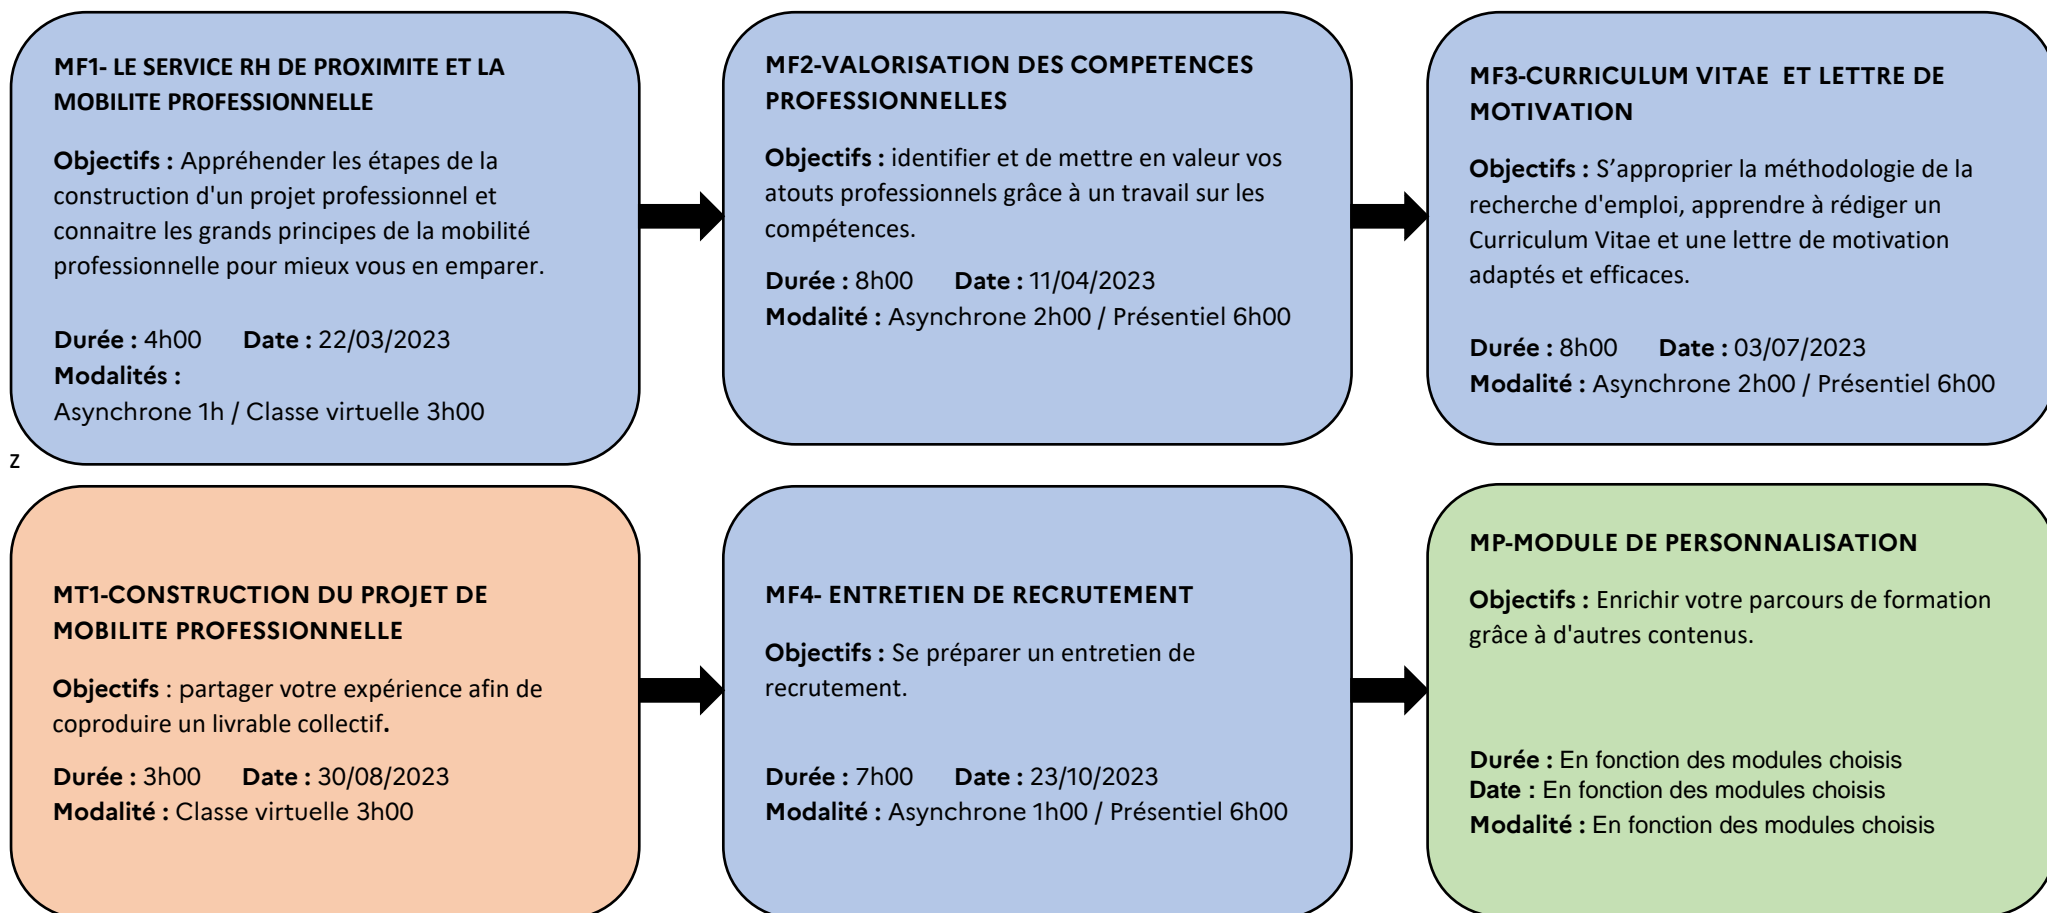 MF1- LE SERVICE RH DE PROXIMITE ET LA
MOBILITE PROFESSIONNELLE
Objectifs : Appréhender les étapes de la
construction d'un projet professionnel et
connaitre les grands principes de la mobilité
professionnelle pour mieux vous en emparer.
Durée : 4h00 Date : 22/03/2023
Modalités :
Asynchrone 1h / Classe virtuelle 3h00
MF2-VALORISATION DES COMPETENCES
PROFESSIONNELLES
Objectifs : identifier et de mettre en valeur vos
atouts professionnels grâce à un travail sur les
compétences.
Durée : 8h00 Date : 11/04/2023
Modalité : Asynchrone 2h00 / Présentiel 6h00
MF3-CURRICULUM VITAE ET LETTRE DE
MOTIVATION
Objectifs : S’approprier la méthodologie de la
recherche d'emploi, apprendre à rédiger un
Curriculum Vitae et une lettre de motivation
adaptés et efficaces.
Durée : 8h00 Date : 03/07/2023
Modalité : Asynchrone 2h00 / Présentiel 6h00
z
MT1-CONSTRUCTION DU PROJET DE
MOBILITE PROFESSIONNELLE
Objectifs : partager votre expérience afin de
coproduire un livrable collectif.
Durée : 3h00 Date : 30/08/2023
Modalité : Classe virtuelle 3h00
MF4- ENTRETIEN DE RECRUTEMENT
Objectifs : Se préparer un entretien de
recrutement.
Durée : 7h00 Date : 23/10/2023
Modalité : Asynchrone 1h00 / Présentiel 6h00
MP-MODULE DE PERSONNALISATION
Objectifs : Enrichir votre parcours de formation
grâce à d'autres contenus.
Durée : En fonction des modules choisis
Date : En fonction des modules choisis
Modalité : En fonction des modules choisis